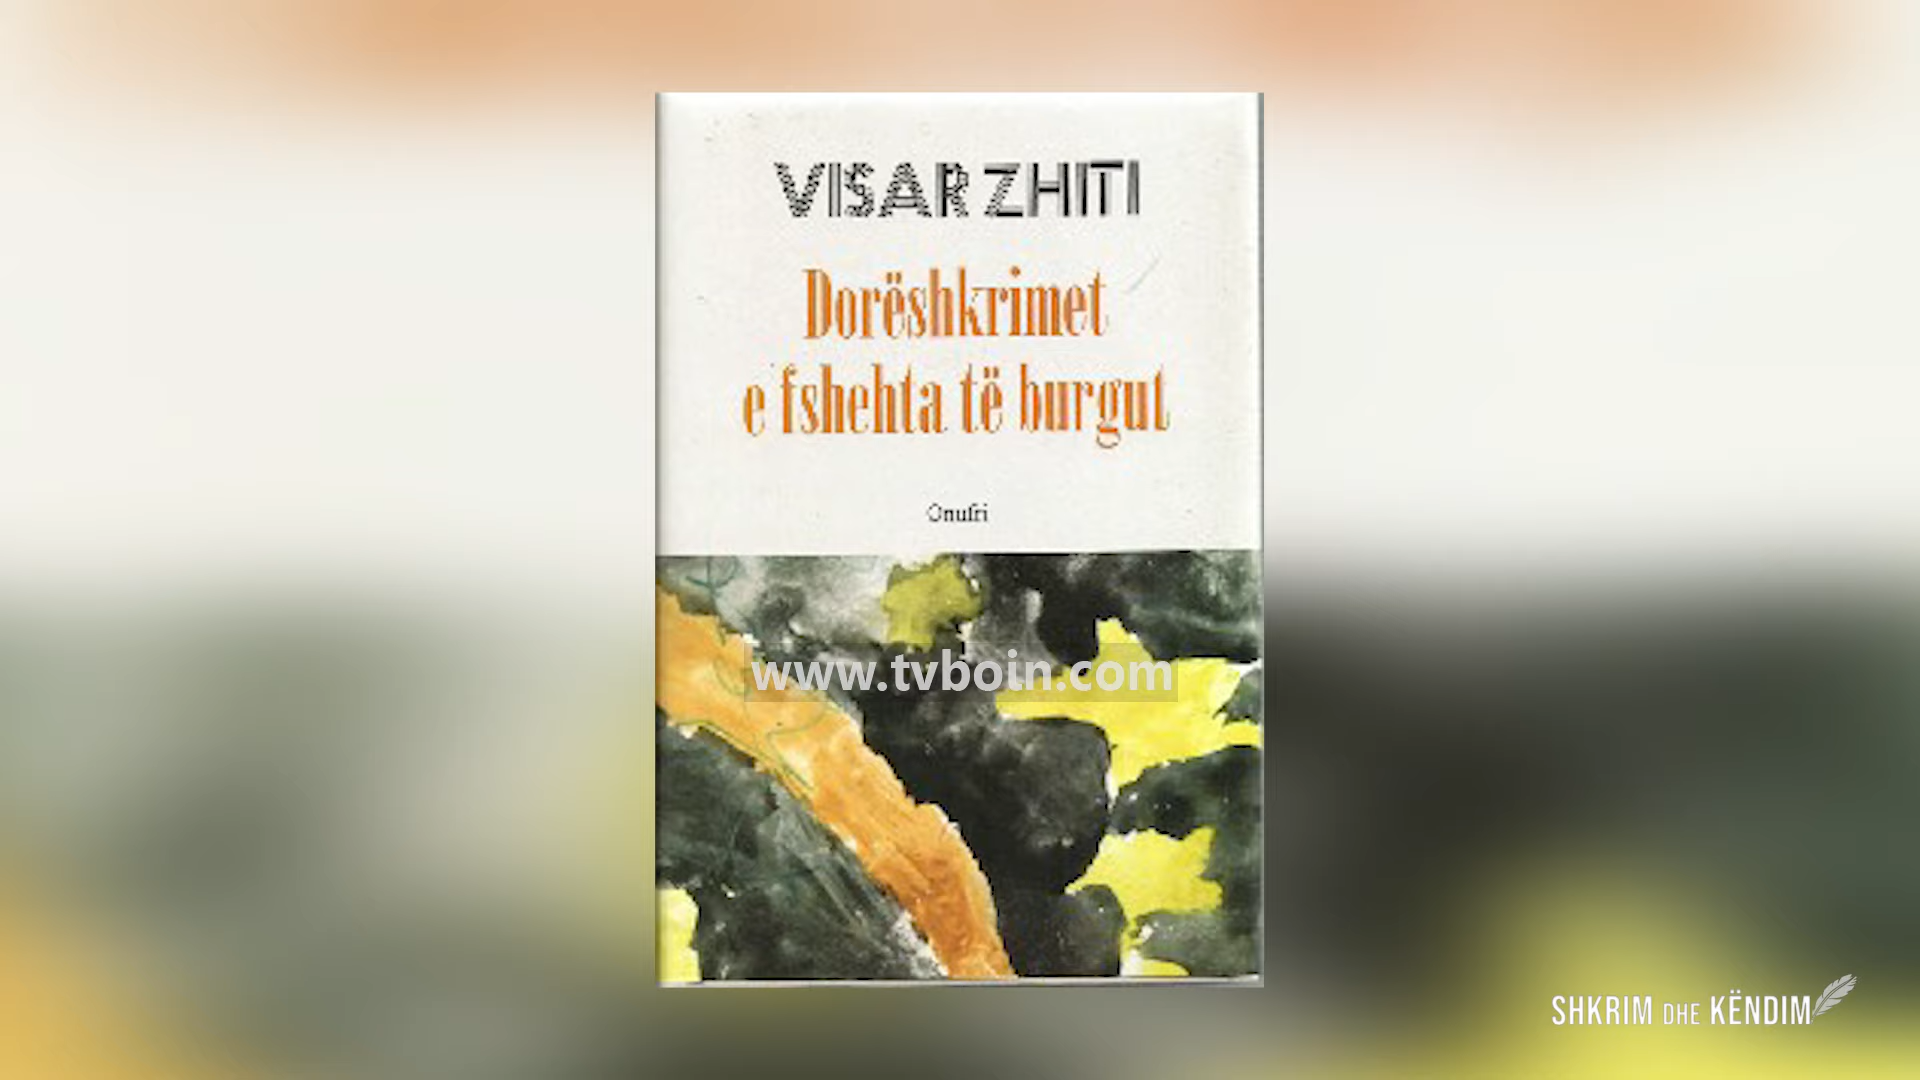 VISAR ZHITI
Dorëshkrimet
e fshehta të burgut
Onufri
www.tvboin.com
SHKRIM DHE KËNDIM